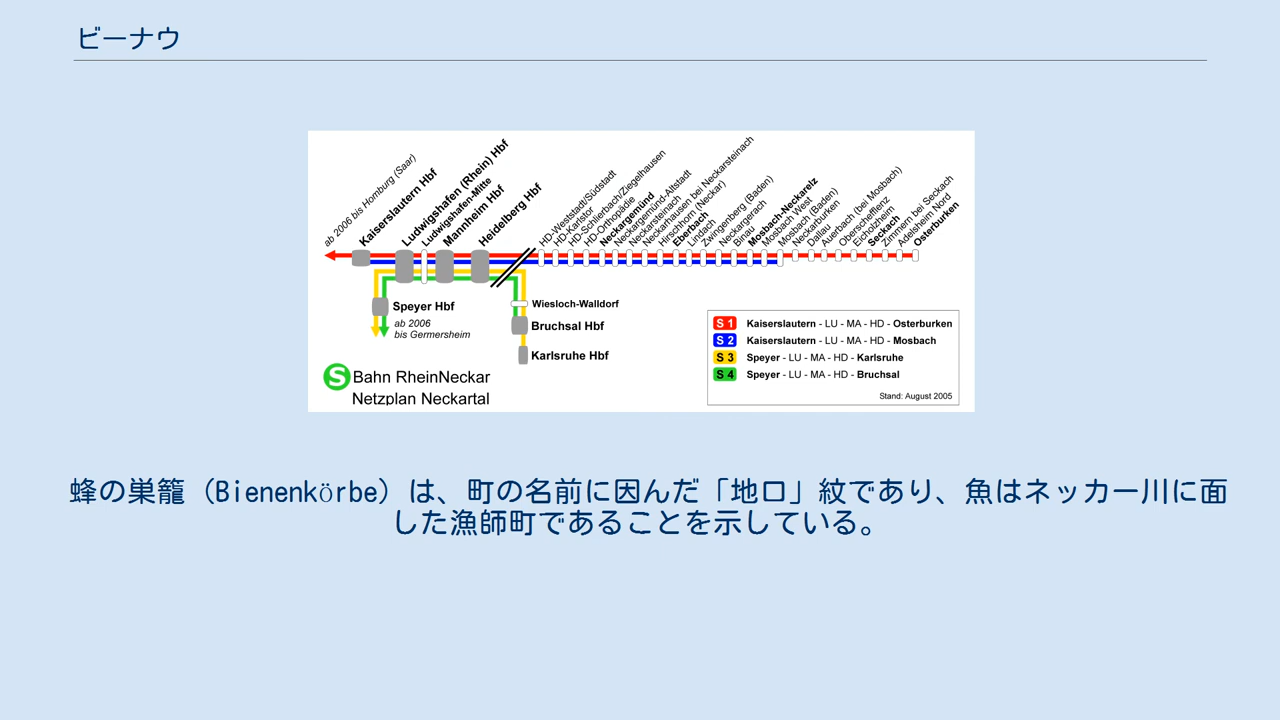 ビーナウ
ab 2006 bis Homburg (Saar)
Kaiserslautern Hbf
Ludwigshafen (Rhein) Hbf
Ludwigshafen-Mitte
Mannheim Hbf
Heidelberg Hbf
HD-Weststadt/Südstadt
HD-Karlstor
HD-Schlierbach/Ziegelhausen
HD-Orthopädie
Neckargemünd
Neckargemünd-Altstadt
Neckarsteinach
Neckarhausen bei Neckarsteinach
Hirschhorn (Neckar)
Eberbach
Lindach
Zwingenberg (Baden)
Neckargerach
Binau
Mosbach-Neckarelz
Mosbach West
Mosbach (Baden)
Neckarburken
Dallau
Auerbach (bei Mosbach)
Oberschefflenz
Eicholzheim
Seckach
Zimmern bei Seckach
Adelsheim Nord
Osterburken
Speyer Hbf
ab 2006
bis Germersheim
Wiesloch-Walldorf
Bruchsal Hbf
Karlsruhe Hbf
S Bahn RheinNeckar
Netzplan Neckartal
S 1 Kaiserslautern - LU - MA - HD - Osterburken
S 2 Kaiserslautern - LU - MA - HD - Mosbach
S 3 Speyer - LU - MA - HD - Karlsruhe
S 4 Speyer - LU - MA - HD - Bruchsal
Stand: August 2005
蜂の巣籠（Bienenkörbe）は、町の名前に因んだ「地口」紋であり、魚はネッカー川に面
した漁師町であることを示している。